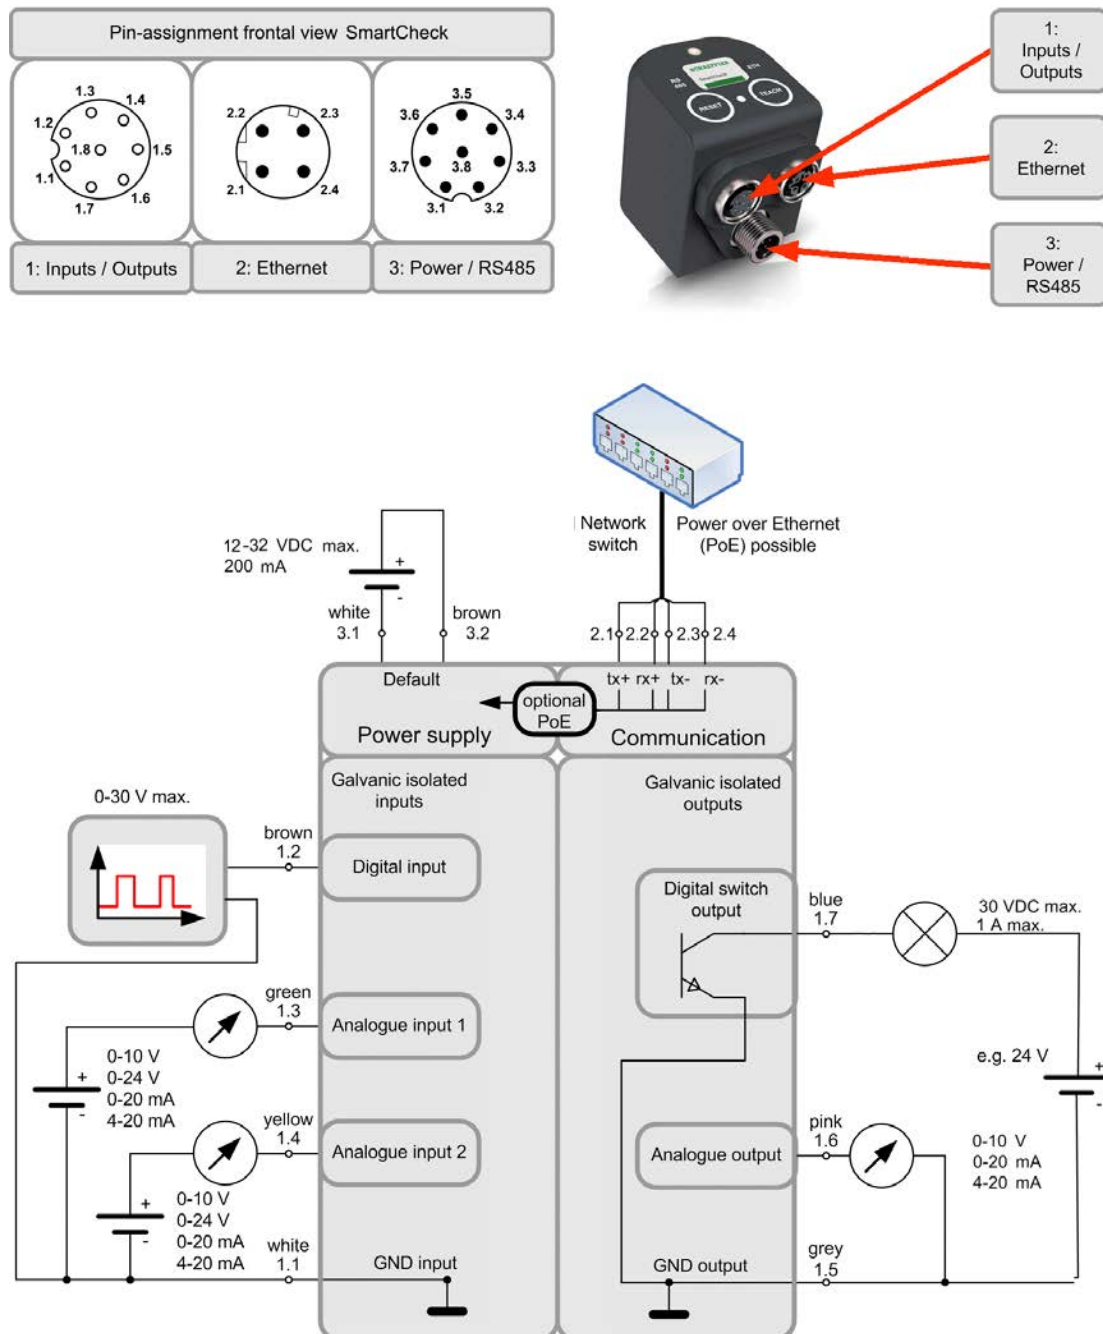 Pin-assignment frontal view SmartCheck
1.3
1.4
1.2
1.8
1.5
1.1
1.6
1.7
2.2
2.3
2.1
2.4
3.5
3.6
3.4
3.7
3.8
3.3
3.1
3.2
1: Inputs / Outputs
2: Ethernet
3: Power / RS485
SCHAEFFLER
SmartCheck
RS
485
ETH
RESET
TEACH
1:
Inputs /
Outputs
2:
Ethernet
3:
Power /
RS485
Network
switch
Power over Ethernet
(PoE) possible
12-32 VDC max.
200 mA
+
-
white
3.1
brown
3.2
2.1
2.2
2.3
2.4
Default
tx+
rx+
tx-
rx-
optional
PoE
Power supply
Communication
Galvanic isolated
inputs
Galvanic isolated
outputs
0-30 V max.
brown
1.2
Digital input
Digital switch
output
blue
1.7
30 VDC max.
1 A max.
green
1.3
Analogue input 1
+
-
0-10 V
0-24 V
0-20 mA
4-20 mA
e.g. 24 V
+
-
yellow
1.4
Analogue input 2
Analogue output
pink
1.6
0-10 V
0-20 mA
4-20 mA
+
-
0-10 V
0-24 V
0-20 mA
4-20 mA
white
1.1
GND input
GND output
grey
1.5